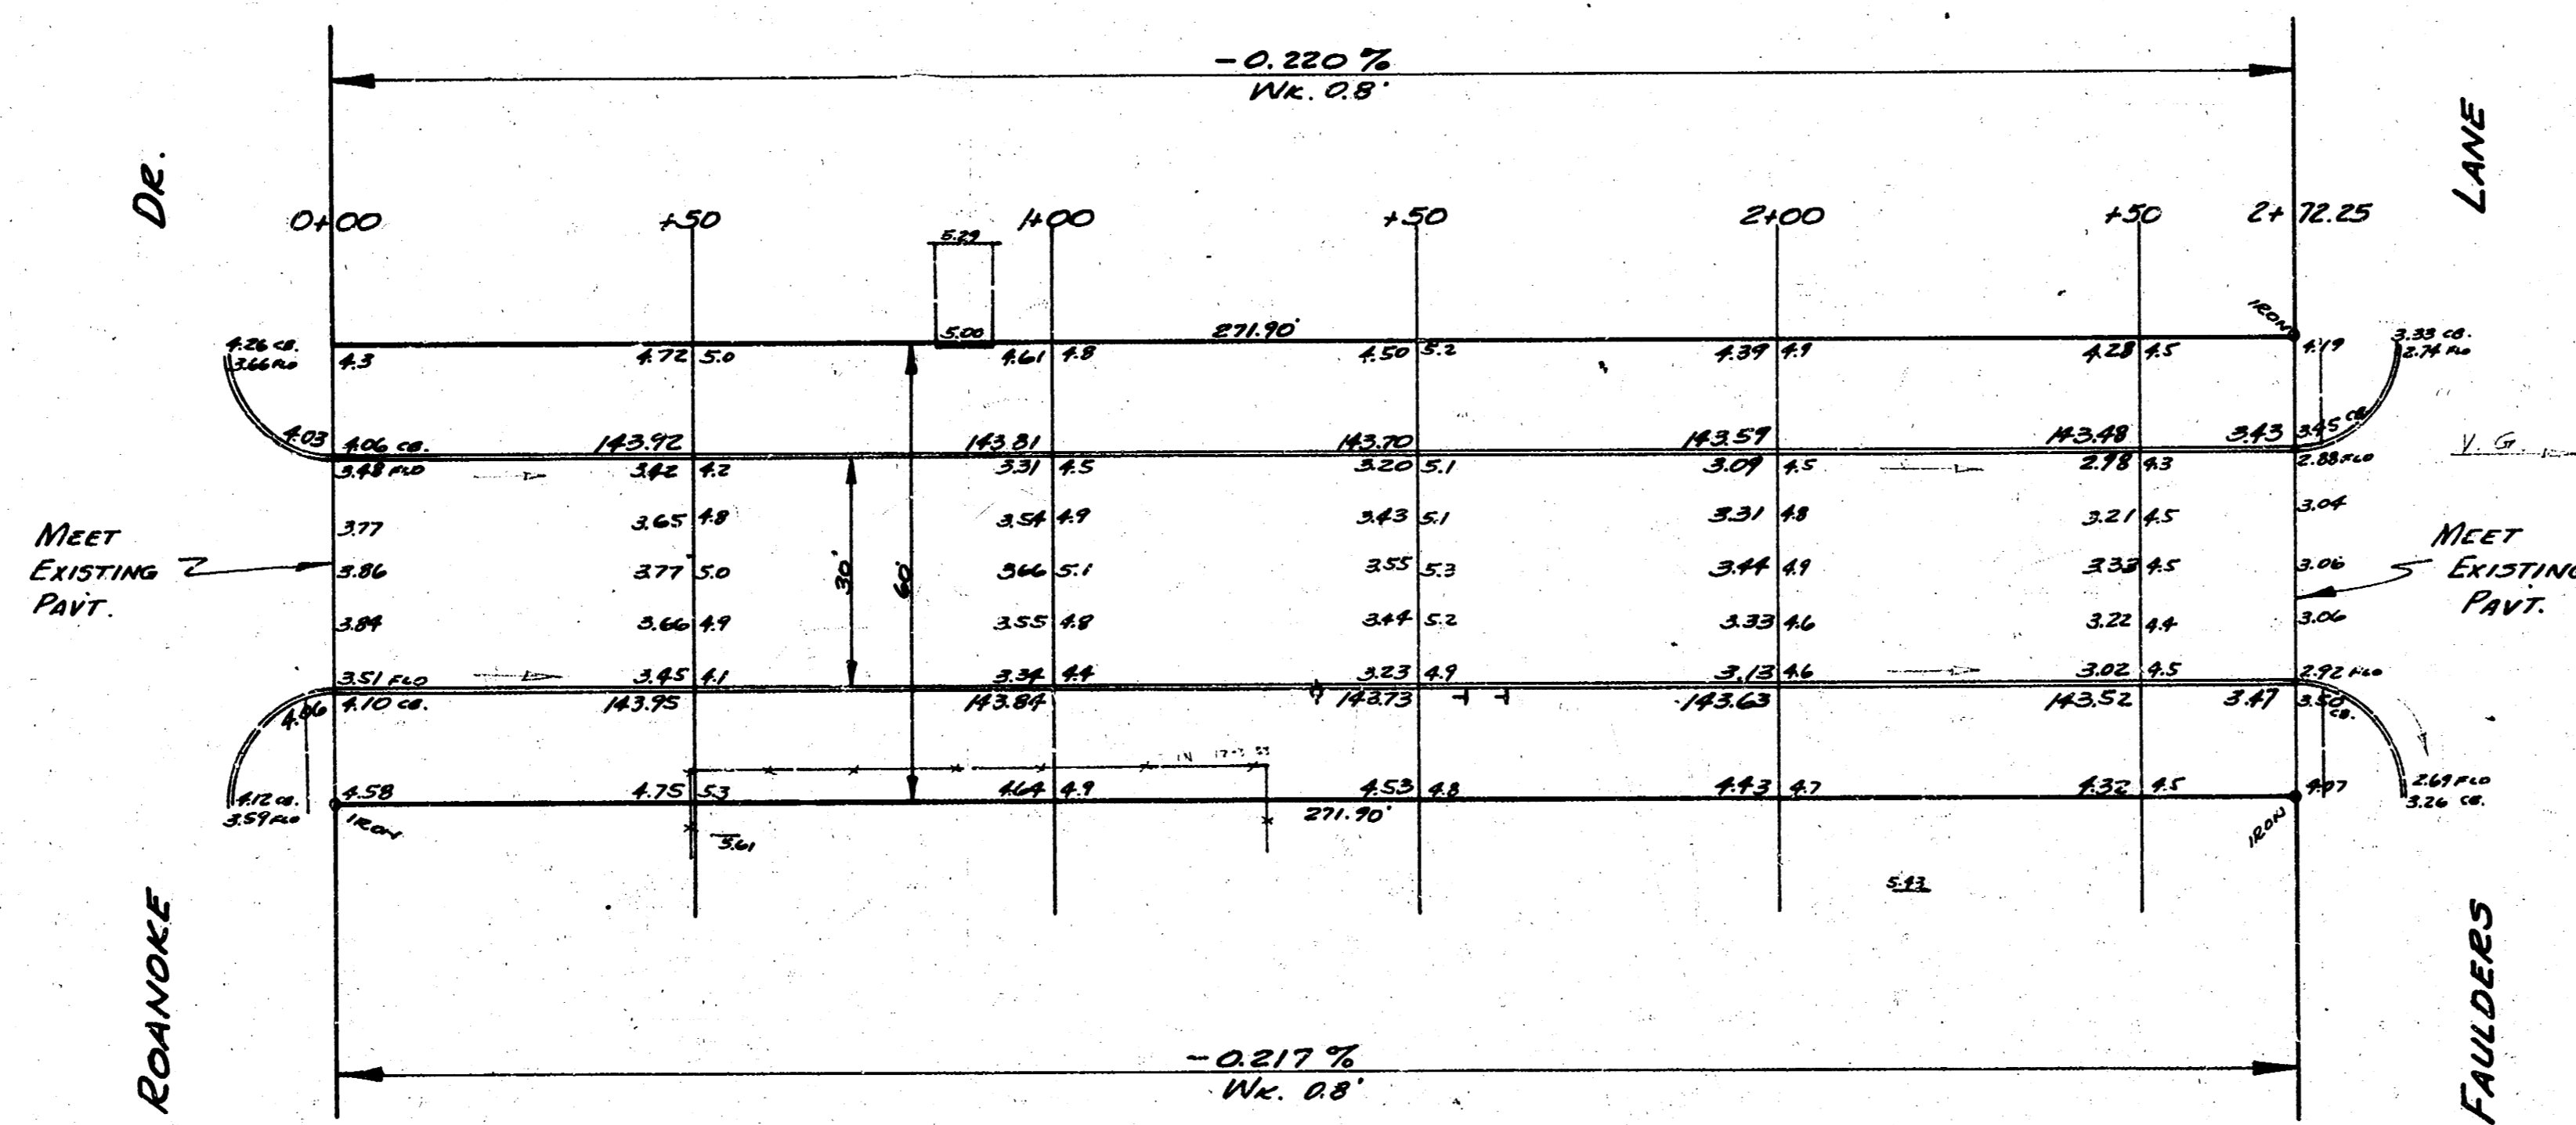 -0.220 %
WK. 0.8'
DR.
LANE
0+00 +50 1+00 +50 2+00 +50 2+72.25
5.29
5.00
271.90'
IRON
4.26 CB.
3.66 FLO
4.3 4.72 5.0 4.61 4.8 4.50 5.2 4.39 4.9 4.28 4.5 4.19
3.33 CB.
2.74 FLO
4.03 4.06 CB. 143.92 143.81 143.70 143.59 143.48 3.43 3.45 CB
3.48 FLO 3.42 4.2 3.31 4.5 3.20 5.1 3.09 4.5 2.98 4.3 2.88 FLO
V. G.
3.77 3.65 4.8 3.54 4.9 3.43 5.1 3.31 4.8 3.21 4.5 3.04
MEET
EXISTING
PAV'T.
3.86 3.77 5.0 3.66 5.1 3.55 5.3 3.44 4.9 3.33 4.5 3.06
MEET
EXISTING
PAVT.
30'
60'
3.84 3.66 4.9 3.55 4.8 3.44 5.2 3.33 4.6 3.22 4.4 3.06
3.51 FLO 3.45 4.1 3.34 4.4 3.23 4.9 3.13 4.6 3.02 4.5 2.92 FLO
4.06 4.10 CB. 143.95 143.84 143.73 143.63 143.52 3.47 3.50 CB.
4.12 CB.
3.59 FLO
4.58 4.75 5.3 4.64 4.9 4.53 4.8 4.43 4.7 4.32 4.5 4.07
2.69 FLO
3.26 CB.
IRON
271.90'
IRON
5.61
5.43
ROANOKE
FAULDERS
-0.217 %
WK. 0.8'